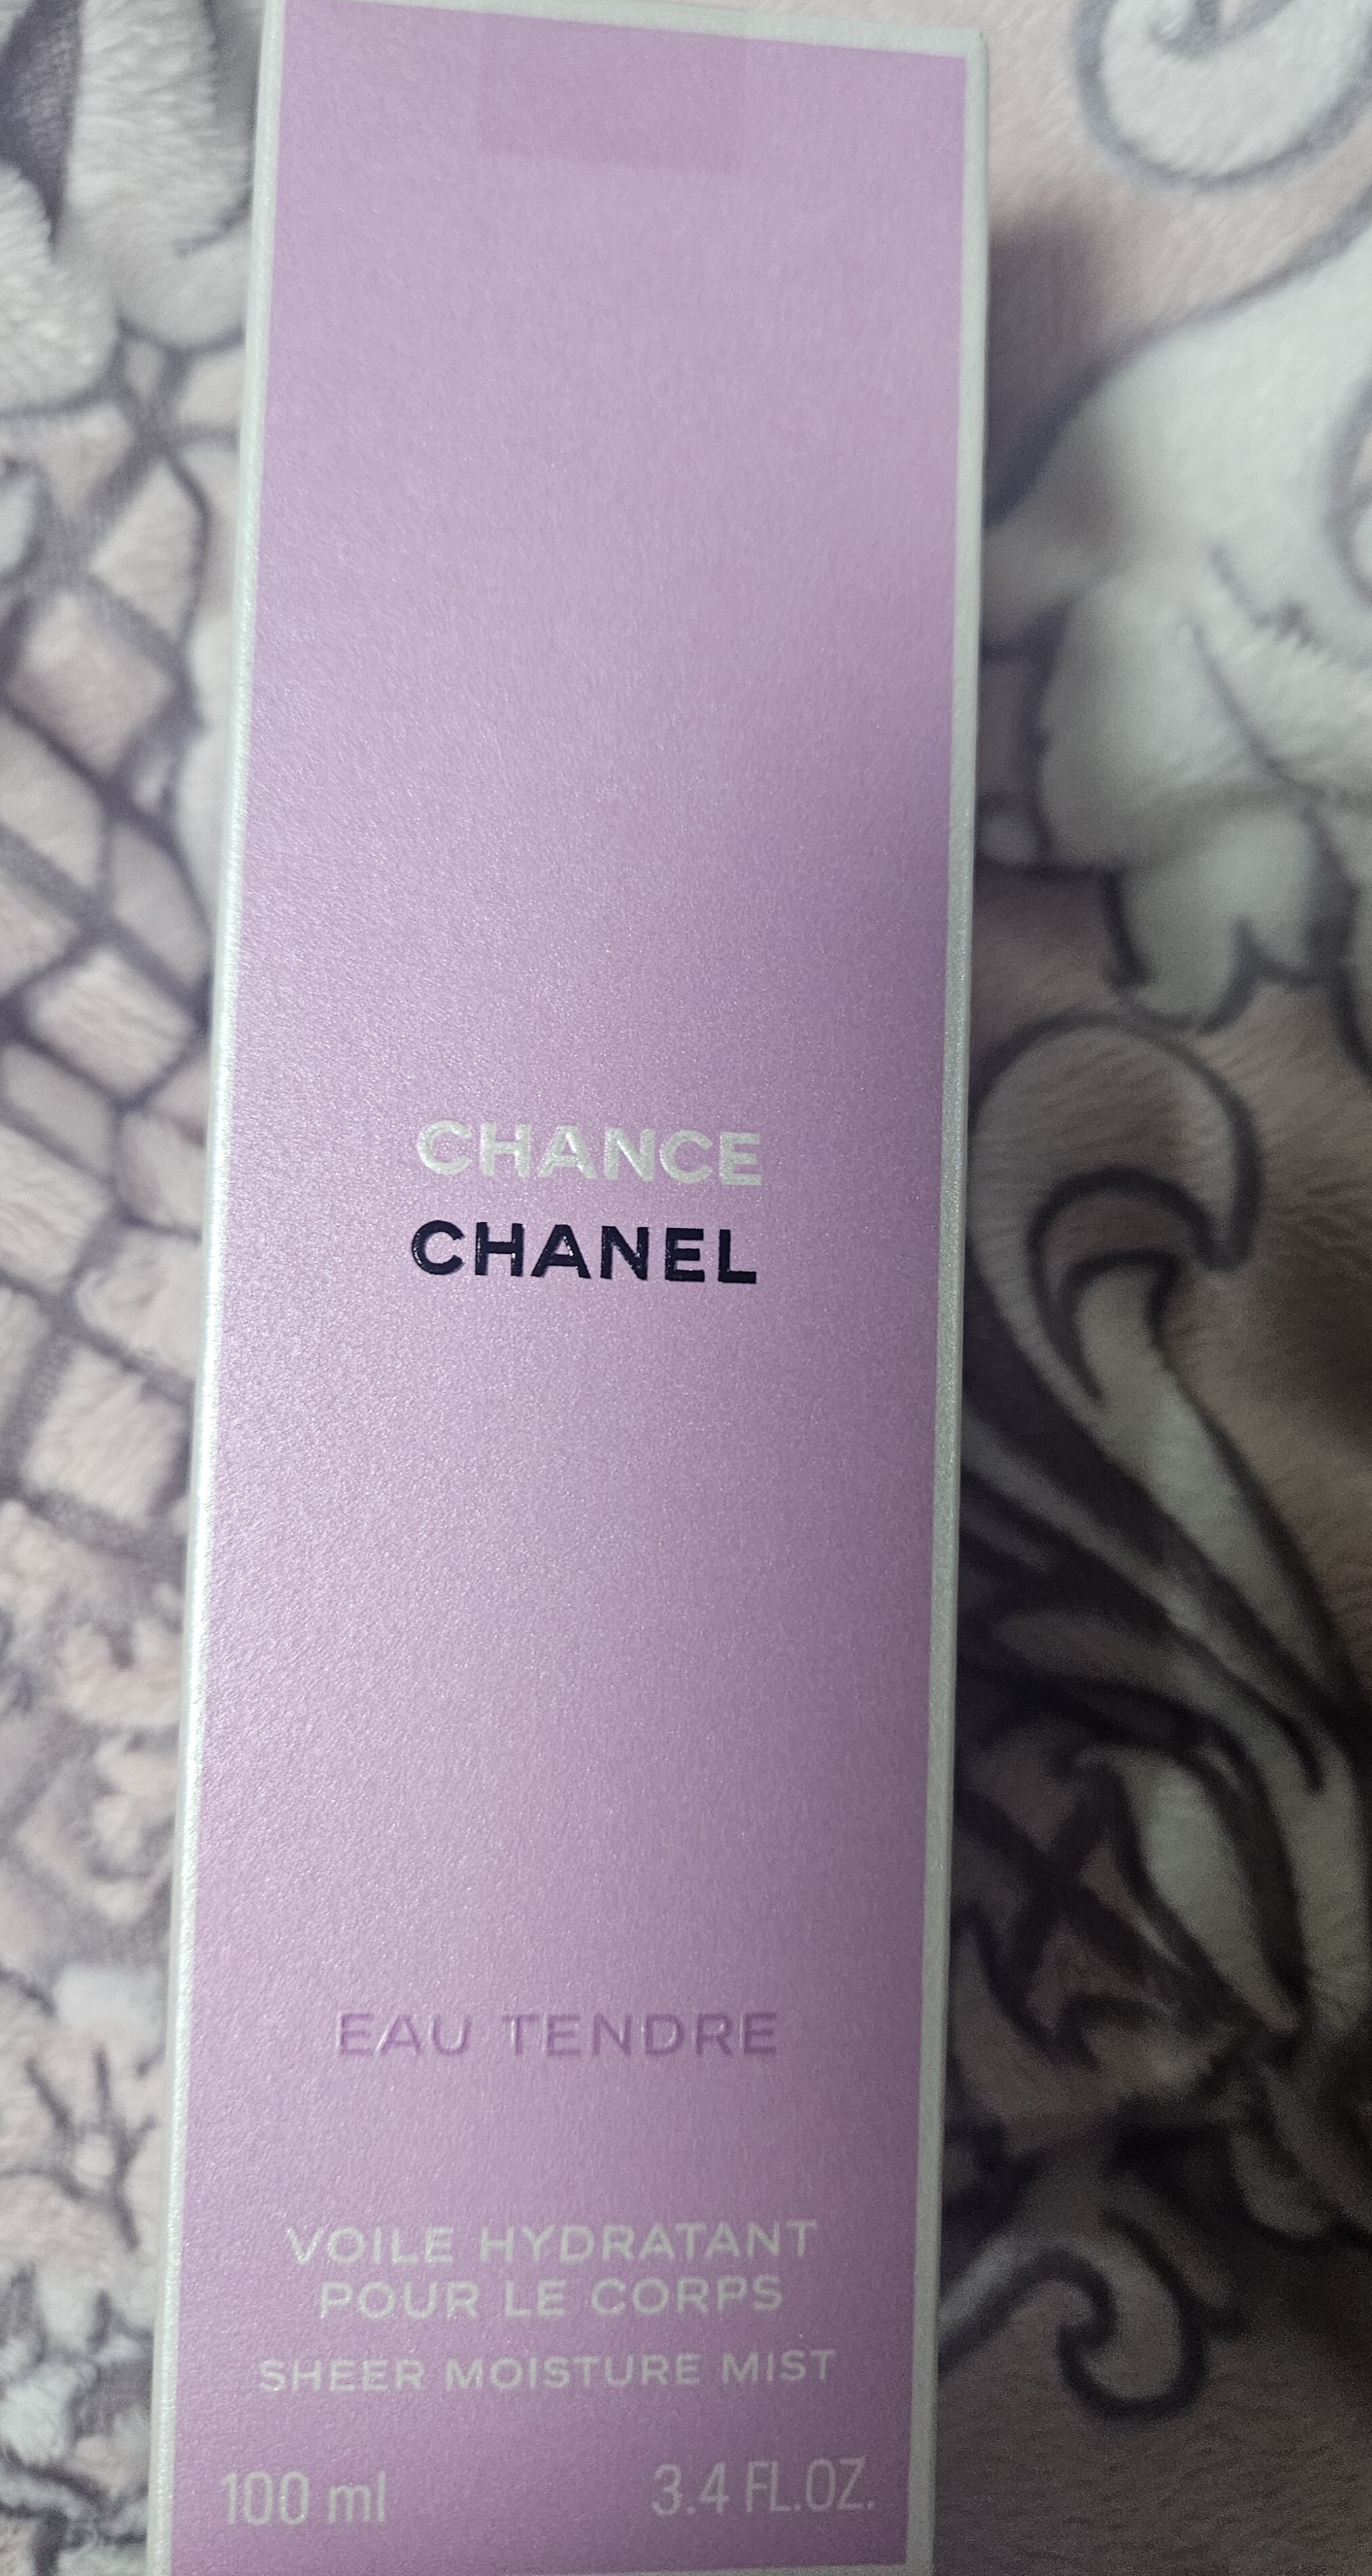 CHANCE
CHANEL
EAU TENDRE
VOILE HYDRATANT
POUR LE CORPS
SHEER MOISTURE MIST
100 ml 3.4 FL.OZ.